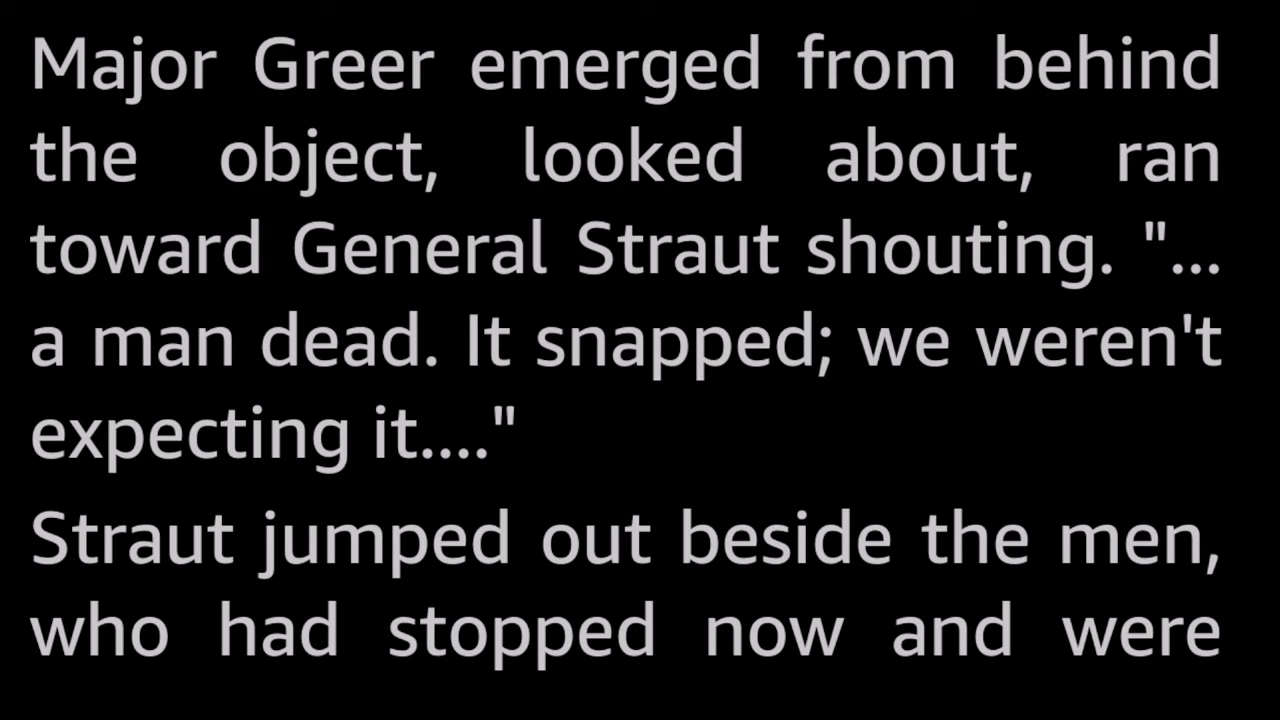 Major Greer emerged from behind
the object, looked about, ran
toward General Straut shouting. "...
a man dead. It snapped; we weren't
expecting it...."
Straut jumped out beside the men,
who had stopped now and were